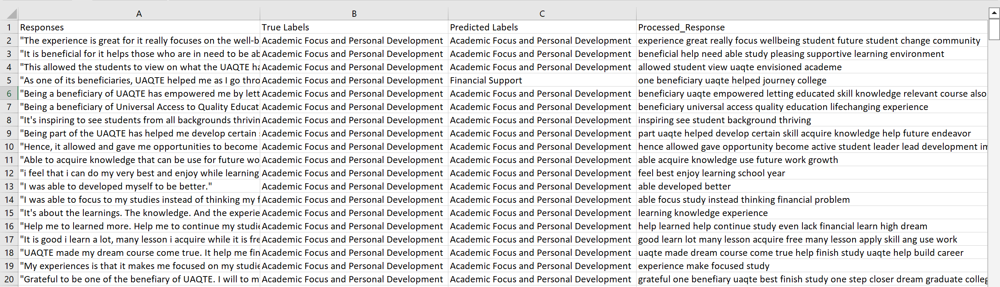 A B C
1 Responses True Labels Predicted Labels Processed_Response
2 "The experience is great for it really focuses on the well-b Academic Focus and Personal Development Academic Focus and Personal Development experience great really focus wellbeing student future student change community
3 "It is beneficial for it helps those who are in need to be ab Academic Focus and Personal Development Academic Focus and Personal Development beneficial help need able study pleasing supportive learning environment
4 "This allowed the students to view on what the UAQTE ha Academic Focus and Personal Development Academic Focus and Personal Development allowed student view uaqte envisioned academe
5 "As one of its beneficiaries, UAQTE helped me as I go thro Academic Focus and Personal Development Financial Support one beneficiary uaqte helped journey college
6 "Being a beneficiary of UAQTE has empowered me by lett Academic Focus and Personal Development Academic Focus and Personal Development beneficiary uaqte empowered letting educated skill knowledge relevant course also
7 "Being a beneficiary of Universal Access to Quality Educat Academic Focus and Personal Development Academic Focus and Personal Development beneficiary universal access quality education lifechanging experience
8 "It's inspiring to see students from all backgrounds thrivin Academic Focus and Personal Development Academic Focus and Personal Development inspiring see student background thriving
9 "Being part of the UAQTE has helped me develop certain Academic Focus and Personal Development Academic Focus and Personal Development part uaqte helped develop certain skill acquire knowledge help future endeavor
10 "Hence, it allowed and gave me opportunities to become Academic Focus and Personal Development Academic Focus and Personal Development hence allowed gave opportunity become active student leader lead development im
11 "Able to acquire knowledge that can be use for future wo Academic Focus and Personal Development Academic Focus and Personal Development able acquire knowledge use future work growth
12 "i feel that i can do my very best and enjoy while learning Academic Focus and Personal Development Academic Focus and Personal Development feel best enjoy learning school year
13 "I was able to developed myself to be better." Academic Focus and Personal Development Academic Focus and Personal Development able developed better
14 "I was able to focus to my studies instead of thinking my f Academic Focus and Personal Development Academic Focus and Personal Development able focus study instead thinking financial problem
15 "It's about the learnings. The knowledge. And the experie Academic Focus and Personal Development Academic Focus and Personal Development learning knowledge experience
16 "Help me to learned more. Help me to continue my studie Academic Focus and Personal Development Academic Focus and Personal Development help learned help continue study even lack financial learn high dream
17 "It is good i learn a lot, many lesson i acquire while it is fre Academic Focus and Personal Development Academic Focus and Personal Development good learn lot many lesson acquire free many lesson apply skill ang use work
18 "UAQTE made my dream course come true. It help me fin Academic Focus and Personal Development Academic Focus and Personal Development uaqte made dream course come true help finish study uaqte help build career
19 "My experiences is that it makes me focused on my studie Academic Focus and Personal Development Academic Focus and Personal Development experience make focused study
20 "Grateful to be one of the benefiary of UAQTE. I will to m Academic Focus and Personal Development Academic Focus and Personal Development grateful one benefiary uaqte best finish study one step closer dream graduate colleg